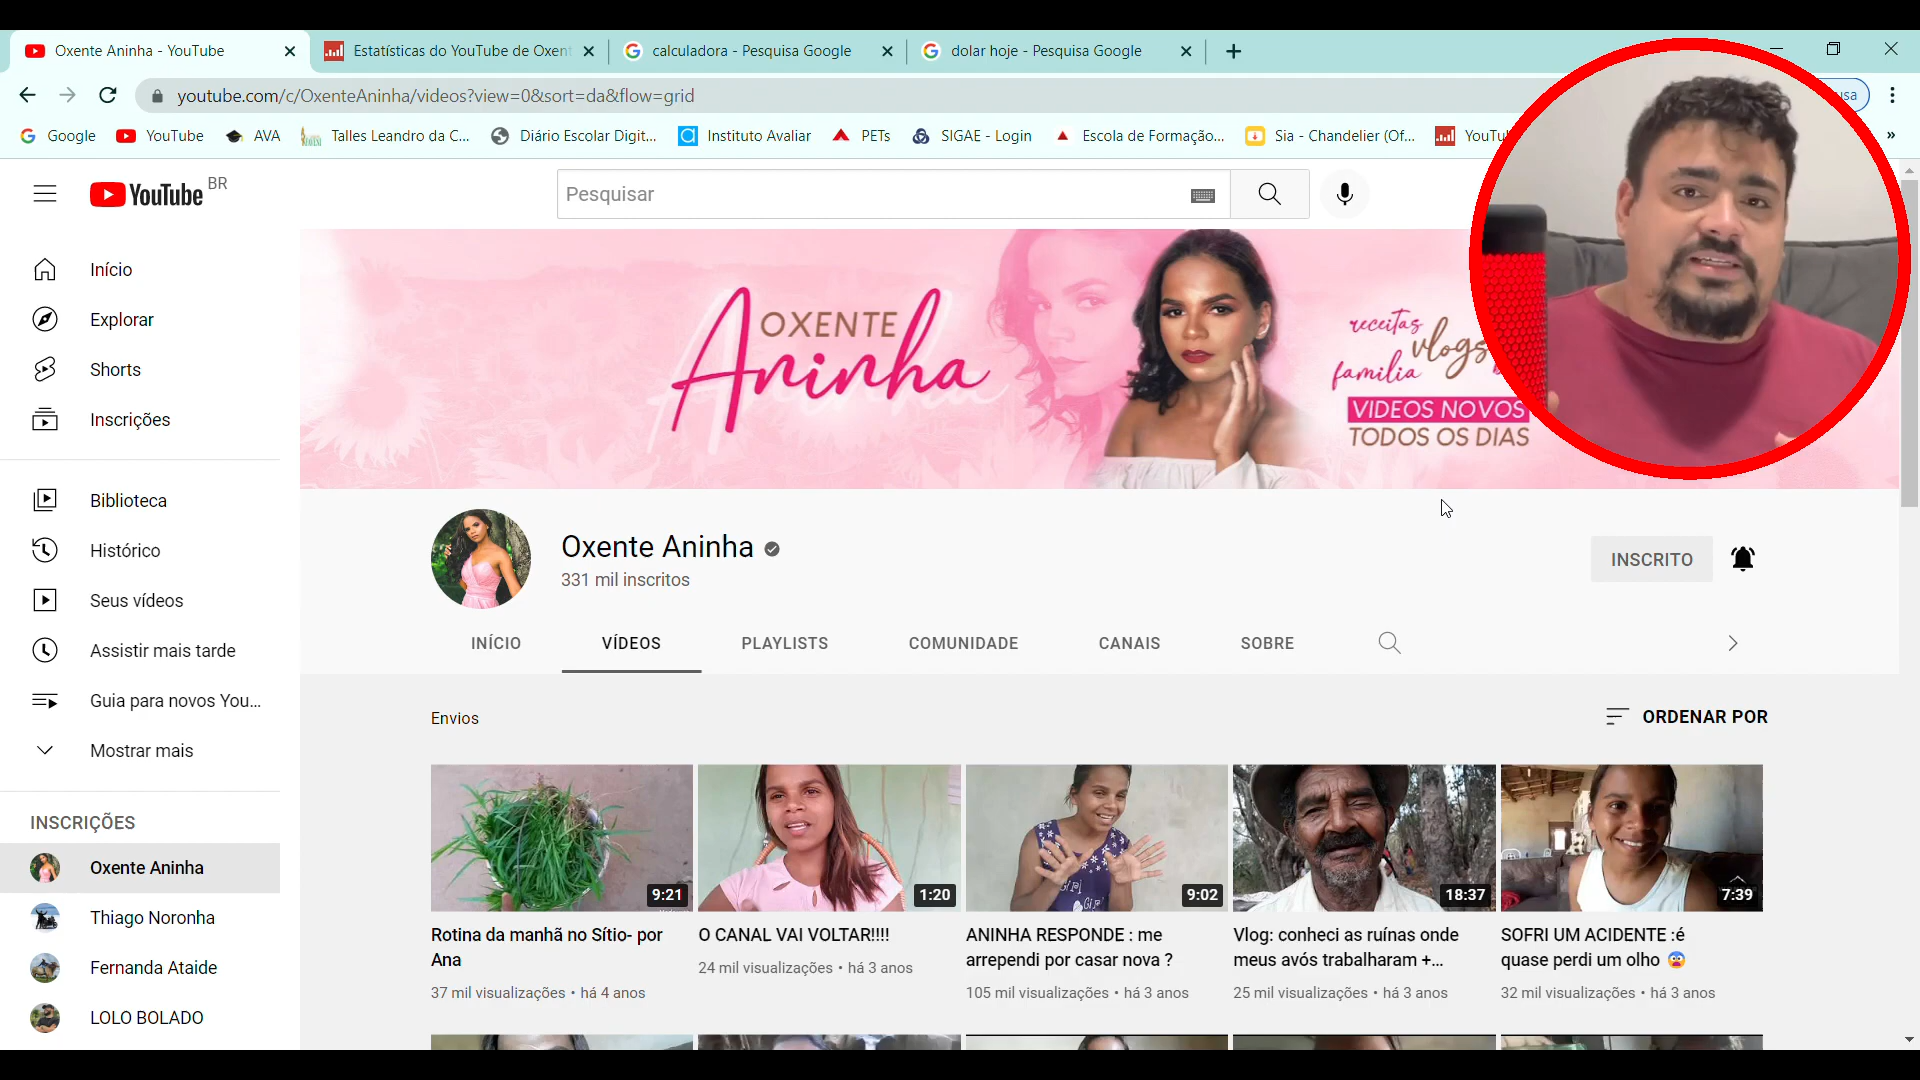 Oxente Aninha - YouTube
Estatísticas do YouTube de Oxent
calculadora - Pesquisa Google
dolar hoje - Pesquisa Google
youtube.com/c/OxenteAninha/videos?view=0&sort=da&flow=grid
Google
YouTube
AVA
Talles Leandro da C...
Diário Escolar Digit...
Instituto Avaliar
PETs
SIGAE - Login
Escola de Formação...
Sia - Chandelier (Of...
YouTu
»
YouTube BR
Pesquisar
Início
Explorar
Shorts
Inscrições
Biblioteca
Histórico
Seus vídeos
Assistir mais tarde
Guia para novos You...
Mostrar mais
INSCRIÇÕES
Oxente Aninha
Thiago Noronha
Fernanda Ataide
LOLO BOLADO
OXENTE
Aninha
receitas
vlogs
familia
VIDEOS NOVOS
TODOS OS DIAS
Oxente Aninha
331 mil inscritos
INSCRITO
INÍCIO
VÍDEOS
PLAYLISTS
COMUNIDADE
CANAIS
SOBRE
Envios
ORDENAR POR
9:21
Rotina da manhã no Sítio- por
Ana
37 mil visualizações • há 4 anos
1:20
O CANAL VAI VOLTAR!!!!
24 mil visualizações • há 3 anos
9:02
ANINHA RESPONDE : me
arrependi por casar nova ?
105 mil visualizações • há 3 anos
18:37
Vlog: conheci as ruínas onde
meus avós trabalharam +...
25 mil visualizações • há 3 anos
7:39
SOFRI UM ACIDENTE :é
quase perdi um olho 😨
32 mil visualizações • há 3 anos